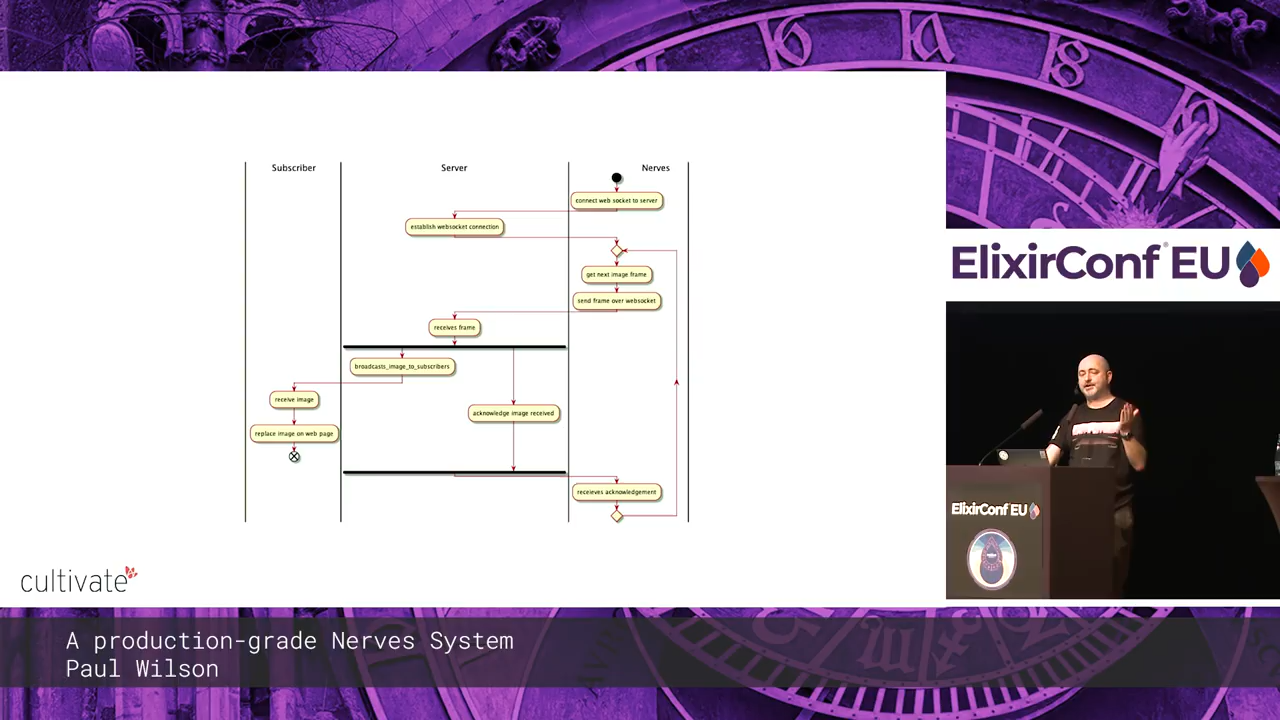 Subscriber
Server
Nerves
connect web socket to server
establish websocket connection
get next image frame
send frame over websocket
receives frame
broadcasts_image_to_subscribers
receive image
acknowledge image received
replace image on web page
receieves acknowledgement
cultivate
ElixirConf® EU
ElixirConf EU
A production-grade Nerves System
Paul Wilson